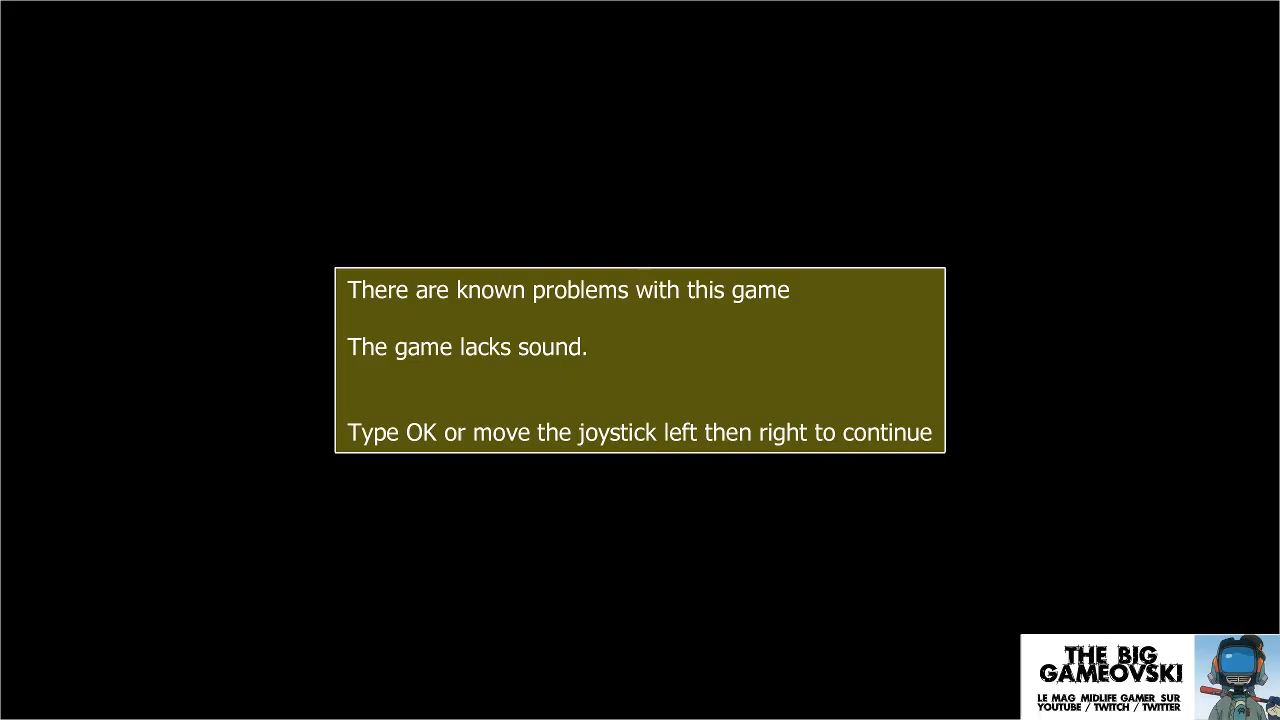 There are known problems with this game
The game lacks sound.
Type OK or move the joystick left then right to continue
THE BIG
GAMEOVSKI
LE MAG MIDLIFE GAMER SUR
YOUTUBE / TWITCH / TWITTER